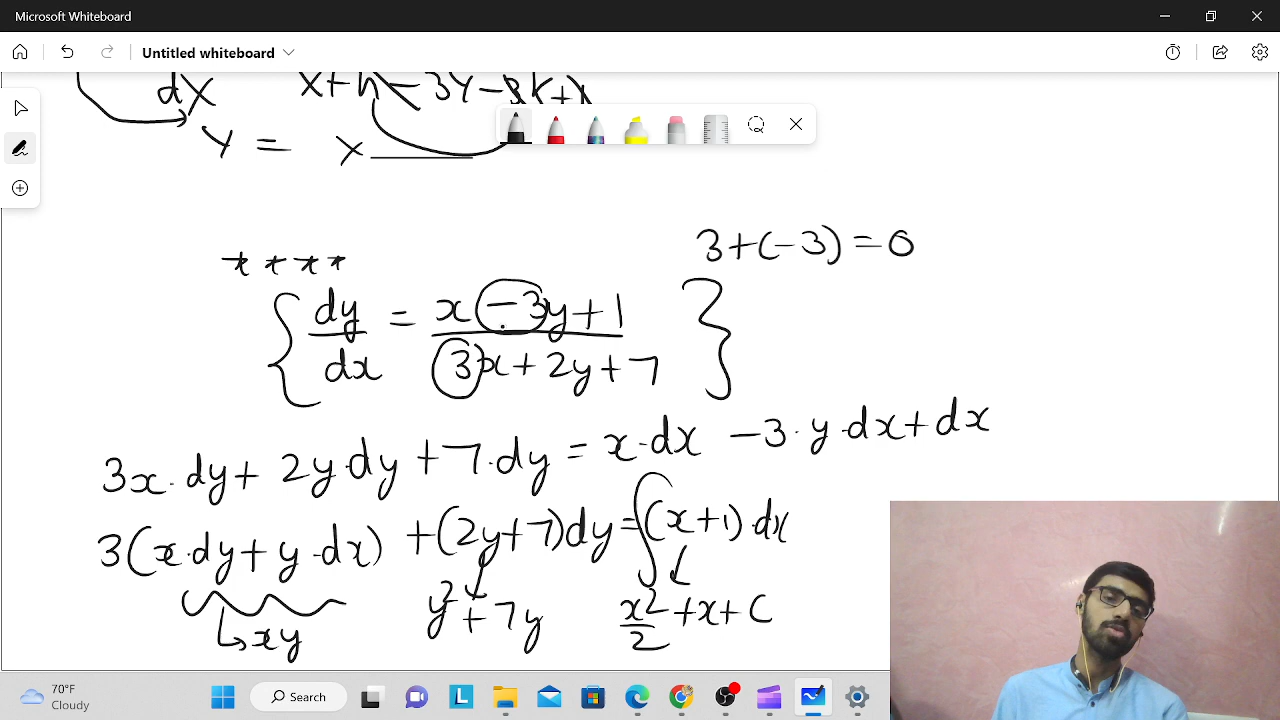 Microsoft Whiteboard
Untitled whiteboard
dX X+h-3Y-3k+1
Y = X
3+(-3)=0
* * * *
{ dy/dx = x-3y+1 / 3x+2y+7 }
3x·dy+ 2y·dy +7·dy = x·dx -3·y·dx+dx
3(x·dy+y·dx) +(2y+7)dy=∫(x+1)·dx
xy y²+7y x²/2+x+C
70°F
Cloudy
Search